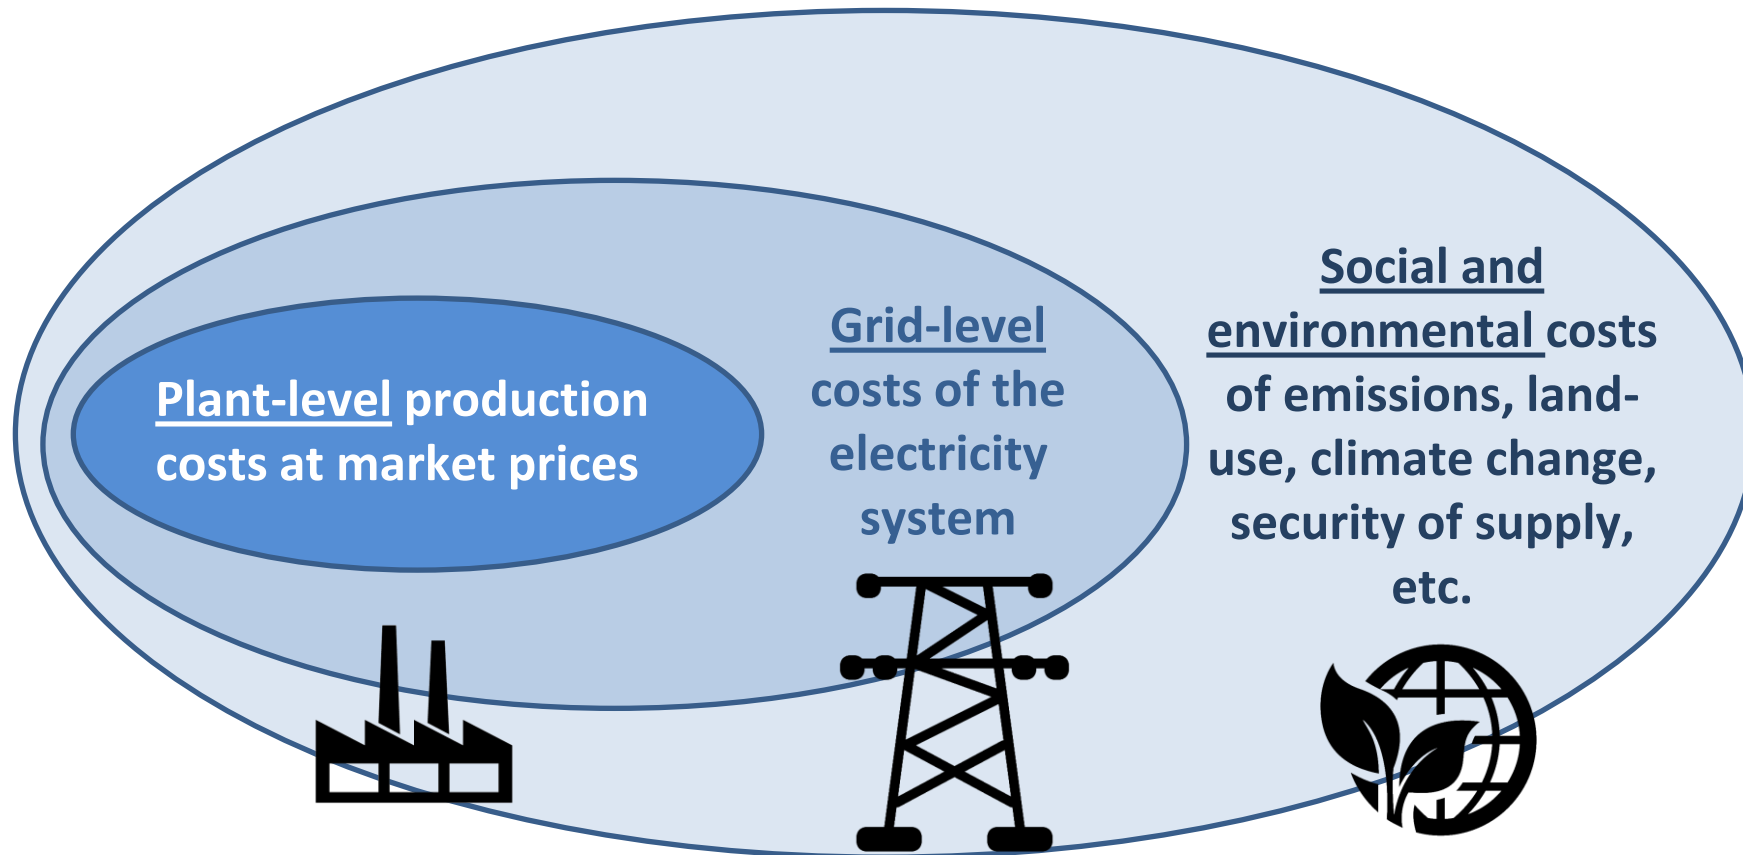 Plant-level production
costs at market prices
Grid-level
costs of the
electricity
system
Social and
environmental costs
of emissions, land-
use, climate change,
security of supply,
etc.